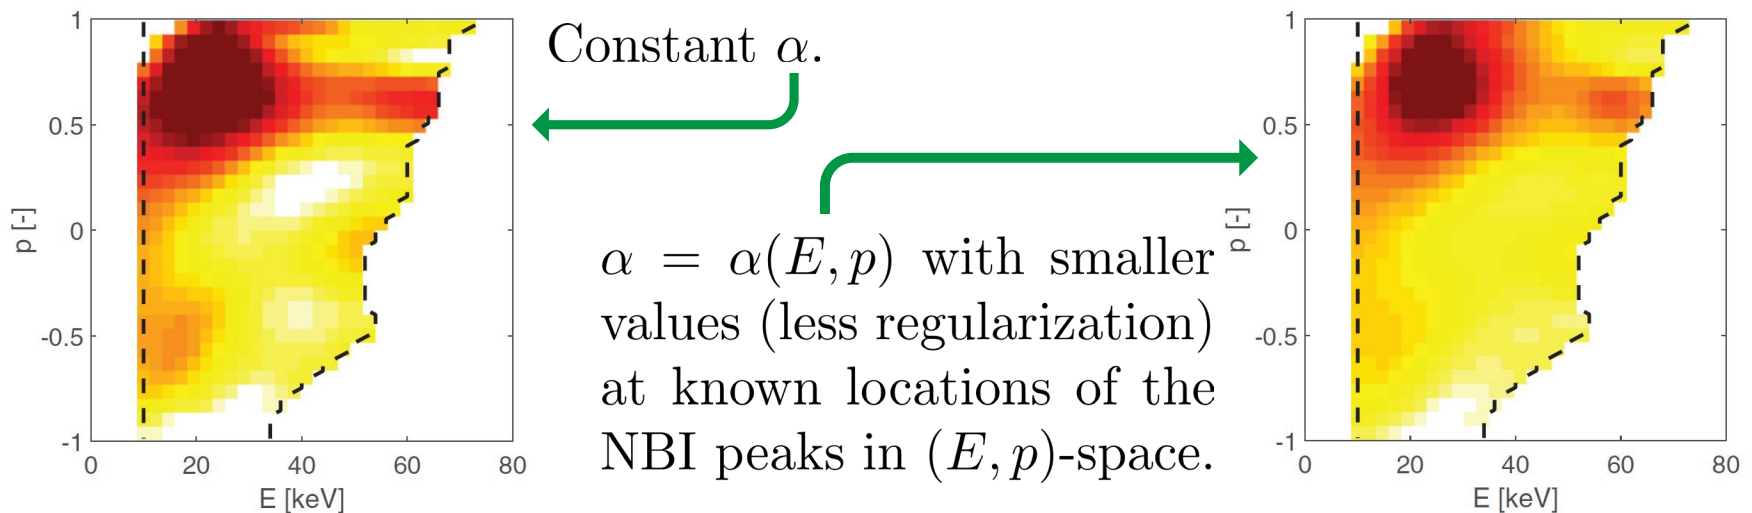 1
0.5
0
-0.5
-1
p [-]
0
20
40
60
80
E [keV]
Constant α.
α = α(E, p) with smaller
values (less regularization)
at known locations of the
NBI peaks in (E, p)-space.
1
0.5
0
-0.5
-1
p [-]
0
20
40
60
80
E [keV]